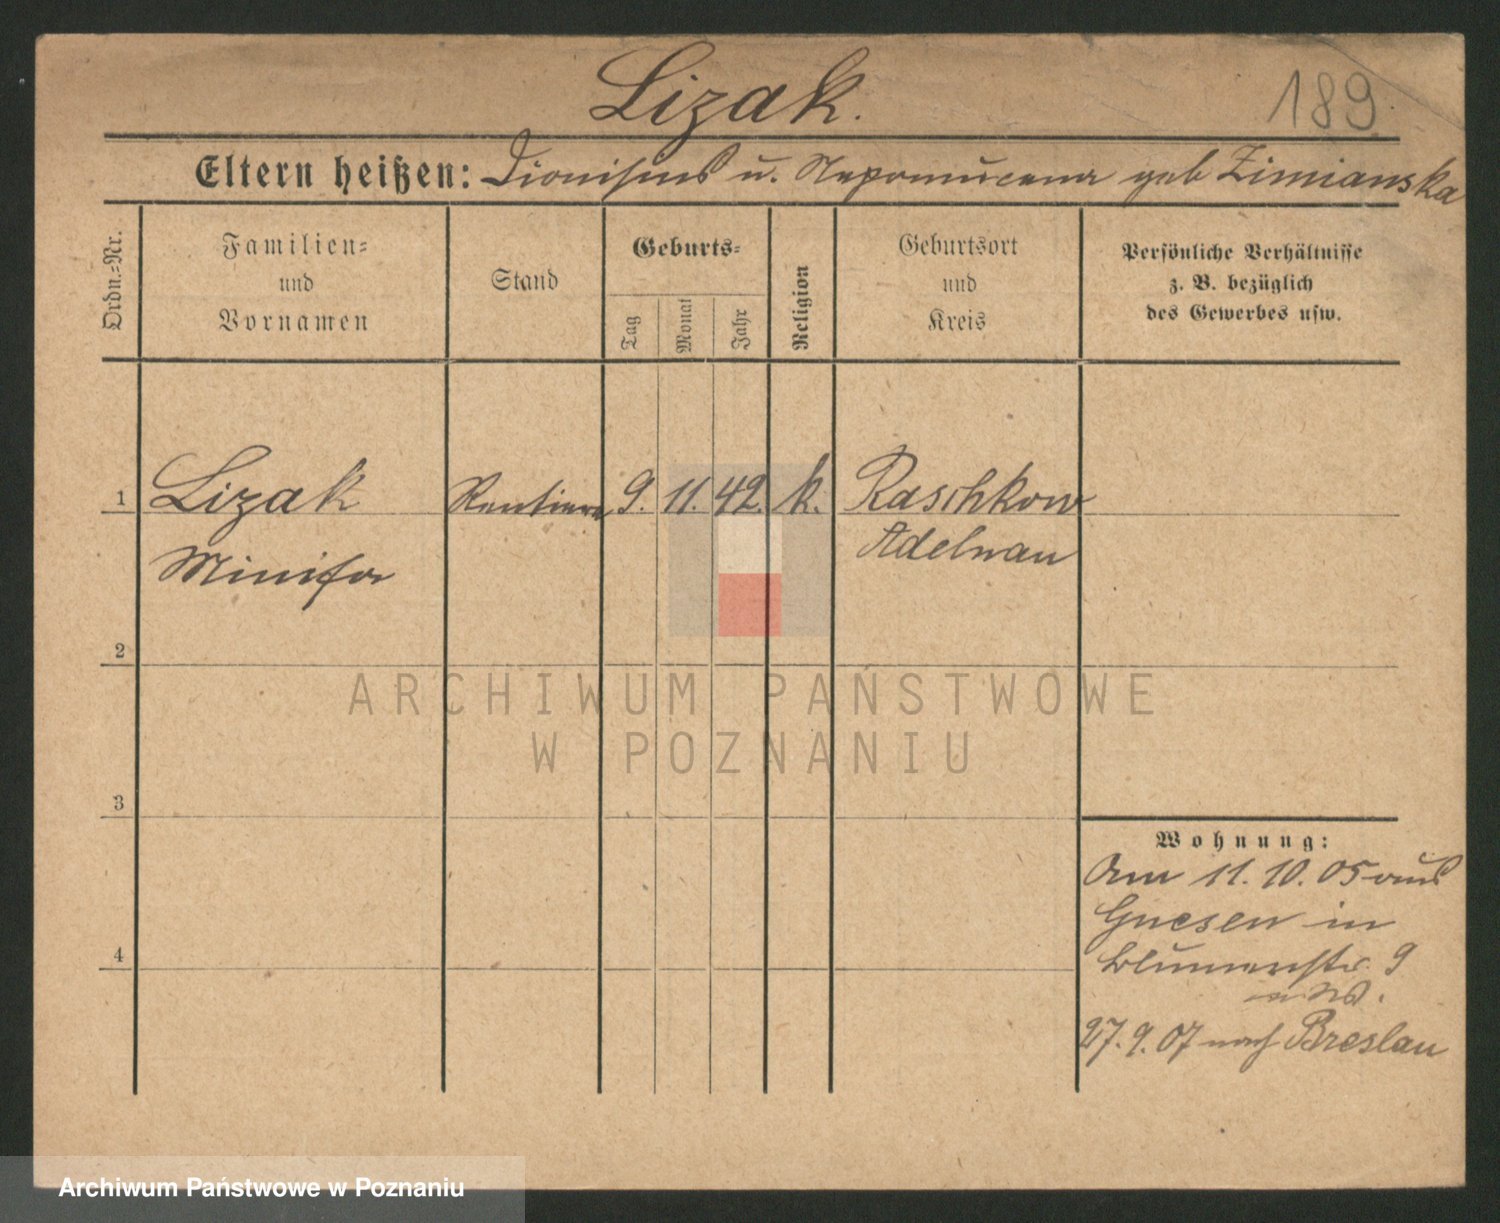 Lizak.
189
Eltern heißen: Dionisius u. Nepomucena geb Zimianska
Ordn.-Nr.
Familien-
und
Vornamen
Stand
Geburts-
Tag
Monat
Jahr
Religion
Geburtsort
und
Kreis
Persönliche Verhältnisse
z. B. bezüglich
des Gewerbes usw.
1 Lizak Rentiere 9. 11. 42. k. Raschkow
Adelnau
2
3
4
ARCHIWUM PAŃSTWOWE
W POZNANIU
Wohnung:
Am 11. 10. 05 aus
Gnesen in
Blumenstr. 9
27. 9. 07 nach Breslau
Archiwum Państwowe w Poznaniu